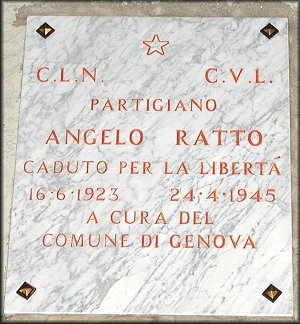 C.L.N. C.V.L.
PARTIGIANO
ANGELO RATTO
CADUTO PER LA LIBERTÀ
16·6·1923 24·4·1945
A CURA DEL
COMUNE DI GENOVA